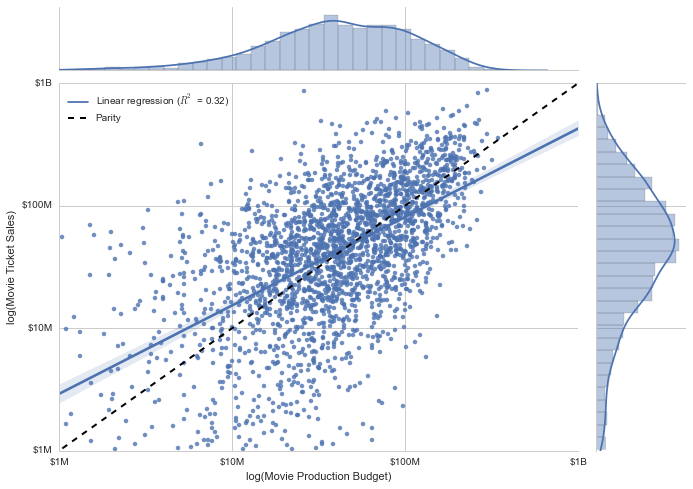 $1B
Linear regression (R² = 0.32)
Parity
$100M
log(Movie Ticket Sales)
$10M
$1M
$1M
$10M
$100M
$1B
log(Movie Production Budget)